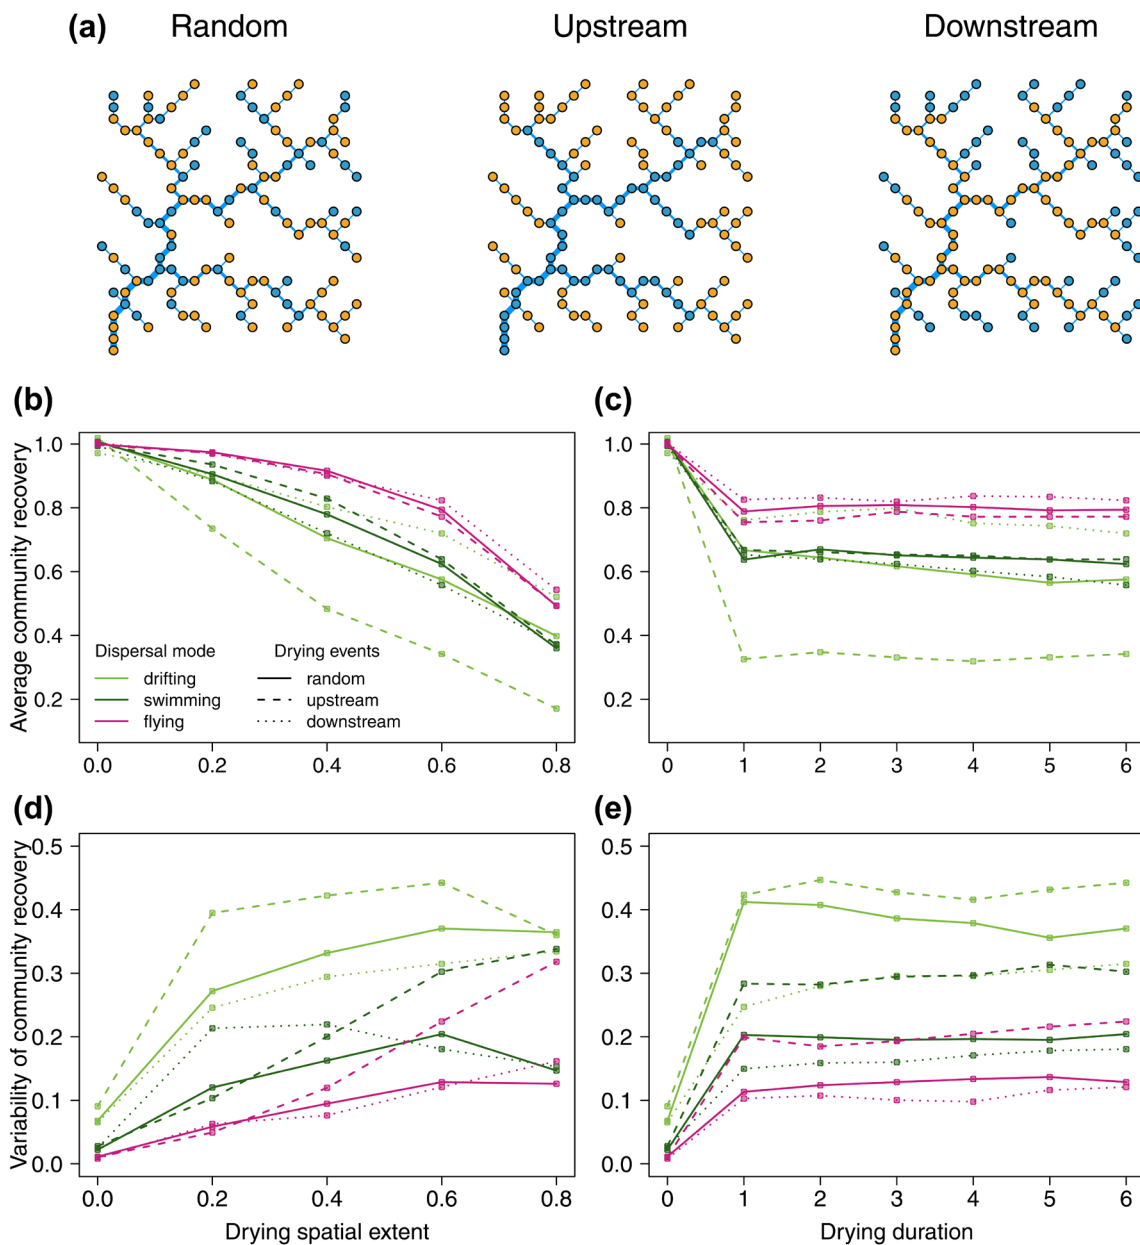 (a) Random Upstream Downstream
(b) (c)
Average community recovery
1.0
0.8
0.6
0.4
0.2
Dispersal mode Drying events
drifting random
swimming upstream
flying downstream
0.0 0.2 0.4 0.6 0.8
1.0
0.8
0.6
0.4
0.2
0 1 2 3 4 5 6
(d) (e)
Variability of community recovery
0.5
0.4
0.3
0.2
0.1
0.0
0.0 0.2 0.4 0.6 0.8
Drying spatial extent
0.5
0.4
0.3
0.2
0.1
0.0
0 1 2 3 4 5 6
Drying duration